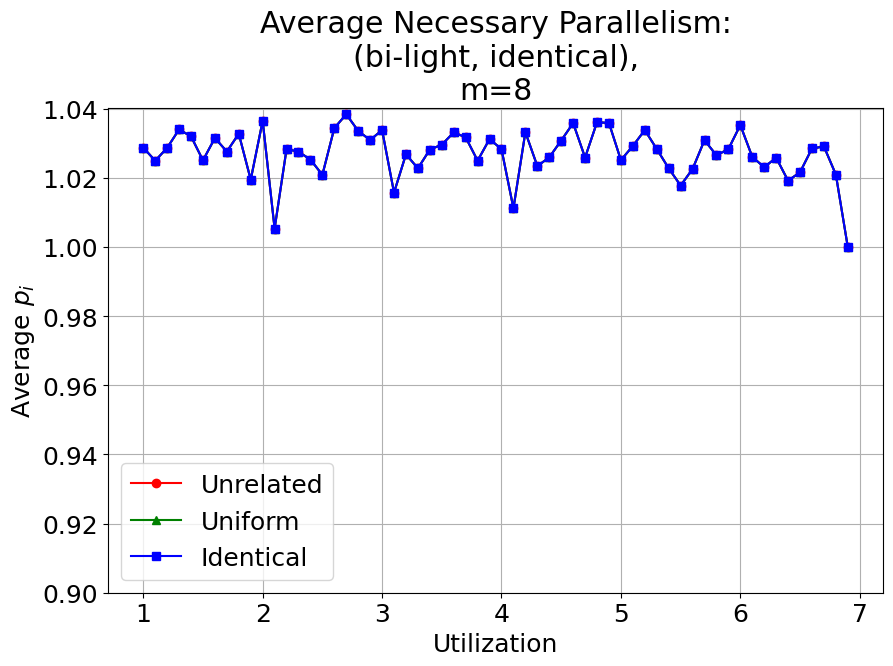 Average Necessary Parallelism:
(bi-light, identical),
m=8
1.04
1.02
1.00
0.98
0.96
0.94
0.92
0.90
Average p_i
Unrelated
Uniform
Identical
1 2 3 4 5 6 7
Utilization